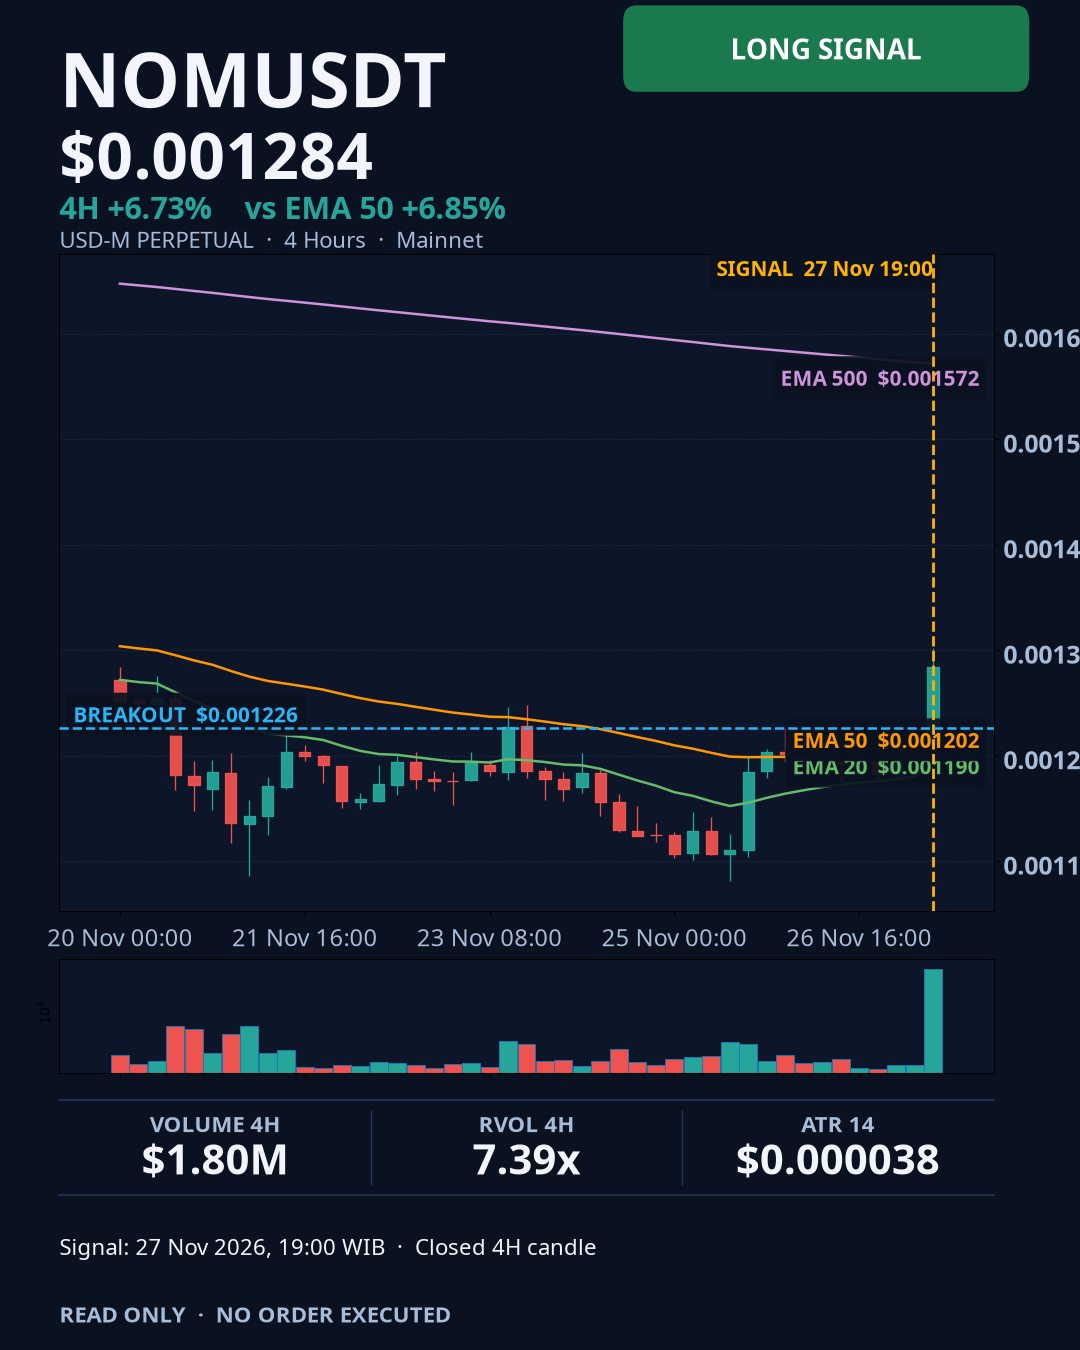 LONG SIGNAL
NOMUSDT
$0.001284
4H +6.73% vs EMA 50 +6.85%
USD-M PERPETUAL · 4 Hours · Mainnet
SIGNAL 27 Nov 19:00
0.0016
EMA 500 $0.001572
0.0015
0.0014
0.0013
BREAKOUT $0.001226
EMA 50 $0.001202
0.0012
EMA 20 $0.001190
0.0011
20 Nov 00:00 21 Nov 16:00 23 Nov 08:00 25 Nov 00:00 26 Nov 16:00
10⁶
VOLUME 4H RVOL 4H ATR 14
$1.80M 7.39x $0.000038
Signal: 27 Nov 2026, 19:00 WIB · Closed 4H candle
READ ONLY · NO ORDER EXECUTED